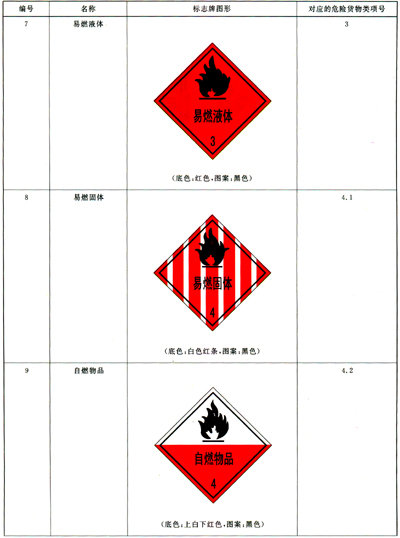 编号 名称 标志牌图形 对应的危险货物类项号
7 易燃液体 3
易燃液体
3
(底色:红色,图案:黑色)
8 易燃固体 4.1
易燃固体
4
(底色:白色红条,图案:黑色)
9 自燃物品 4.2
自燃物品
4
(底色:上白下红色,图案:黑色)